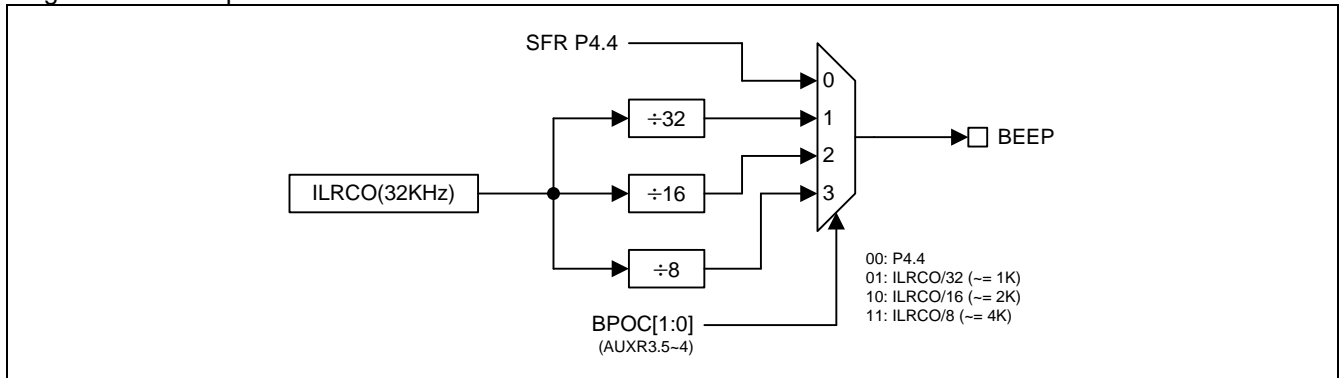 SFR P4.4
0
÷32
1
BEEP
2
ILRCO(32KHz)
÷16
3
÷8
00: P4.4
01: ILRCO/32 (~= 1K)
10: ILRCO/16 (~= 2K)
11: ILRCO/8 (~= 4K)
BPOC[1:0]
(AUXR3.5~4)